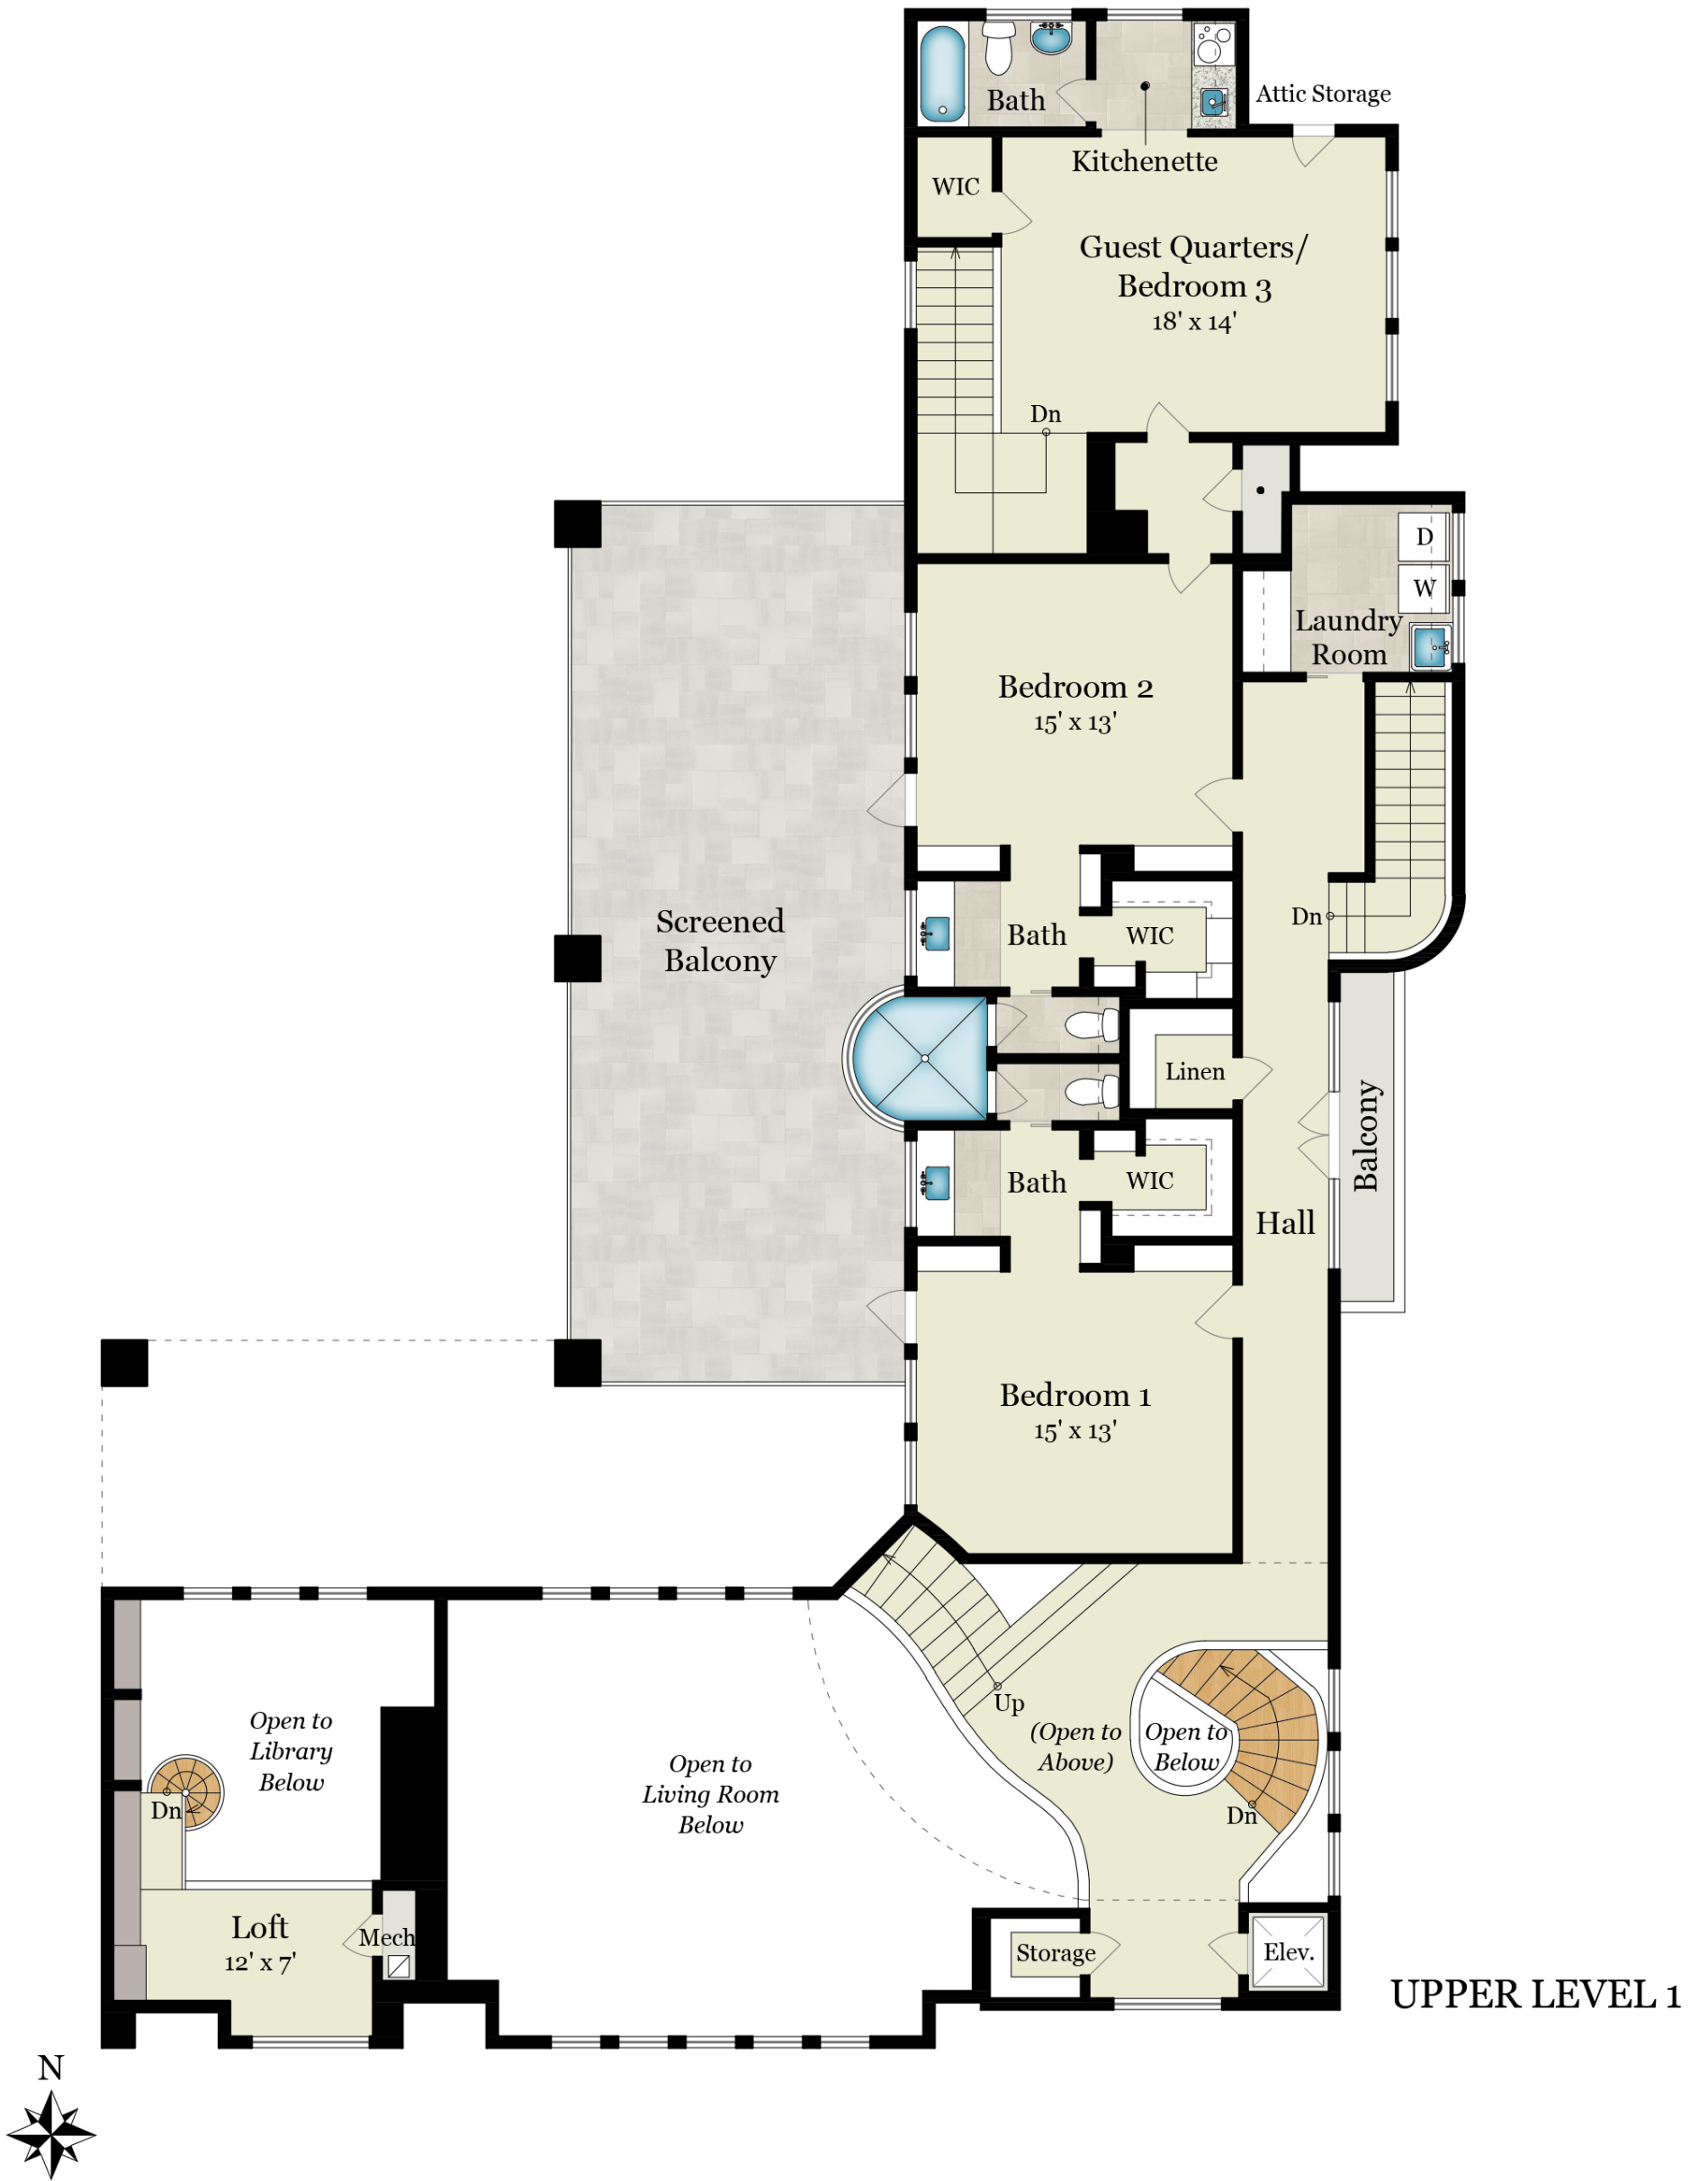 Bath
Attic Storage
Kitchenette
WIC
Guest Quarters/
Bedroom 3
18' x 14'
Dn
D
W
Laundry
Room
Bedroom 2
15' x 13'
Screened
Balcony
Bath
WIC
Dn
Linen
Balcony
Bath
WIC
Hall
Bedroom 1
15' x 13'
Up
(Open to
Above)
Open to
Below
Dn
Open to
Library
Below
Dn
Open to
Living Room
Below
Loft
12' x 7'
Mech
Storage
Elev.
UPPER LEVEL 1
N